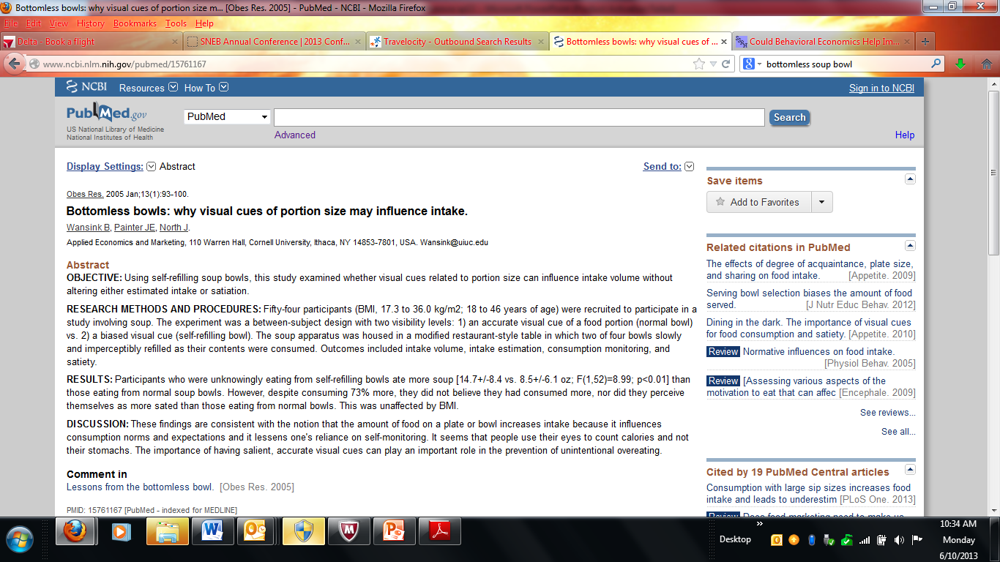 Bottomless bowls: why visual cues of portion size m... [Obes Res. 2005] - PubMed - NCBI - Mozilla Firefox
File Edit View History Bookmarks Tools Help
Delta - Book a flight
SNEB Annual Conference | 2013 Conf...
Travelocity - Outbound Search Results
Bottomless bowls: why visual cues of ...
Could Behavioral Economics Help Im...
www.ncbi.nlm.nih.gov/pubmed/15761167
bottomless soup bowl
NCBI Resources How To Sign in to NCBI
PubMed.gov
US National Library of Medicine
National Institutes of Health
PubMed
Search
Advanced
Help
Display Settings: Abstract
Send to:
Obes Res. 2005 Jan;13(1):93-100.
Bottomless bowls: why visual cues of portion size may influence intake.
Wansink B, Painter JE, North J.
Applied Economics and Marketing, 110 Warren Hall, Cornell University, Ithaca, NY 14853-7801, USA. Wansink@uiuc.edu
Abstract
OBJECTIVE: Using self-refilling soup bowls, this study examined whether visual cues related to portion size can influence intake volume without
altering either estimated intake or satiation.
RESEARCH METHODS AND PROCEDURES: Fifty-four participants (BMI, 17.3 to 36.0 kg/m2; 18 to 46 years of age) were recruited to participate in a
study involving soup. The experiment was a between-subject design with two visibility levels: 1) an accurate visual cue of a food portion (normal bowl)
vs. 2) a biased visual cue (self-refilling bowl). The soup apparatus was housed in a modified restaurant-style table in which two of four bowls slowly
and imperceptibly refilled as their contents were consumed. Outcomes included intake volume, intake estimation, consumption monitoring, and
satiety.
RESULTS: Participants who were unknowingly eating from self-refilling bowls ate more soup [14.7+/-8.4 vs. 8.5+/-6.1 oz; F(1,52)=8.99; p<0.01] than
those eating from normal soup bowls. However, despite consuming 73% more, they did not believe they had consumed more, nor did they perceive
themselves as more sated than those eating from normal bowls. This was unaffected by BMI.
DISCUSSION: These findings are consistent with the notion that the amount of food on a plate or bowl increases intake because it influences
consumption norms and expectations and it lessens one's reliance on self-monitoring. It seems that people use their eyes to count calories and not
their stomachs. The importance of having salient, accurate visual cues can play an important role in the prevention of unintentional overeating.
Comment in
Lessons from the bottomless bowl. [Obes Res. 2005]
PMID: 15761167 [PubMed - indexed for MEDLINE]
Save items
Add to Favorites
Related citations in PubMed
The effects of degree of acquaintance, plate size,
and sharing on food intake. [Appetite. 2009]
Serving bowl selection biases the amount of food
served. [J Nutr Educ Behav. 2012]
Dining in the dark. The importance of visual cues
for food consumption and satiety. [Appetite. 2010]
Review Normative influences on food intake.
[Physiol Behav. 2005]
Review [Assessing various aspects of the
motivation to eat that can affec [Encephale. 2009]
See reviews...
See all...
Cited by 19 PubMed Central articles
Consumption with large sip sizes increases food
intake and leads to underestim [PLoS One. 2013]
Review Does food marketing need to make us
Desktop
10:34 AM
Monday
6/10/2013